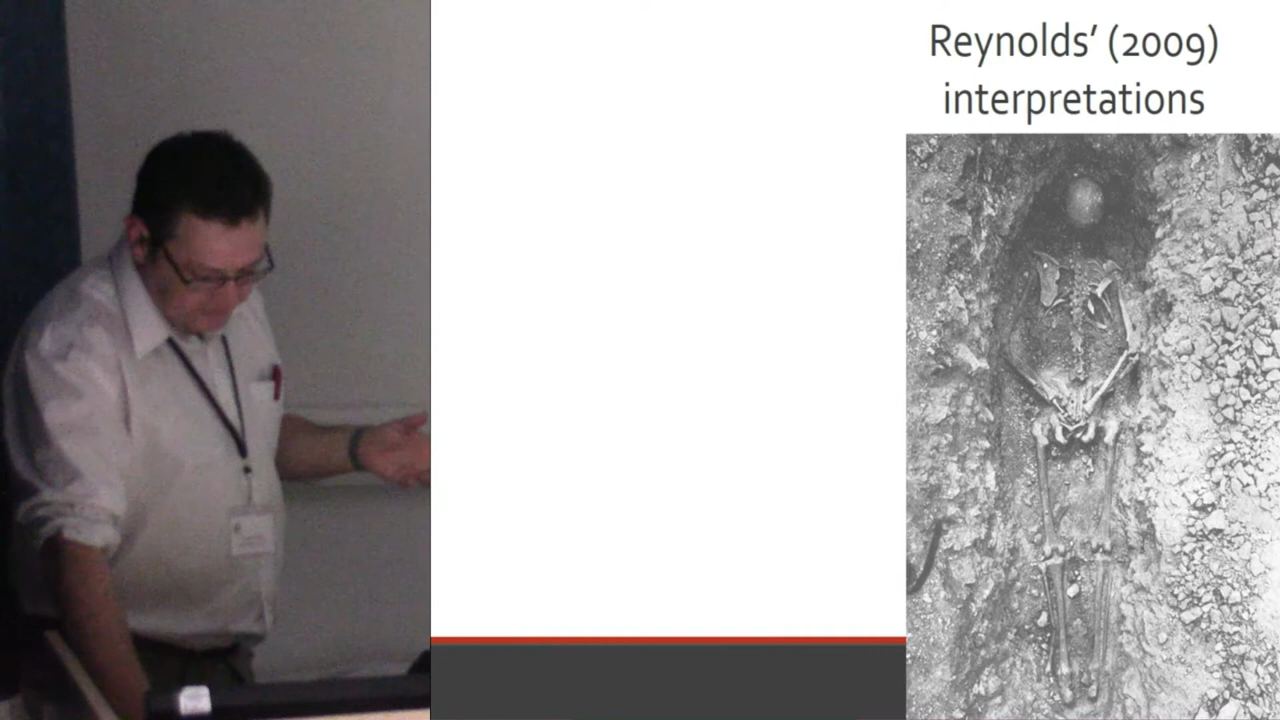 Reynolds’ (2009)
interpretations